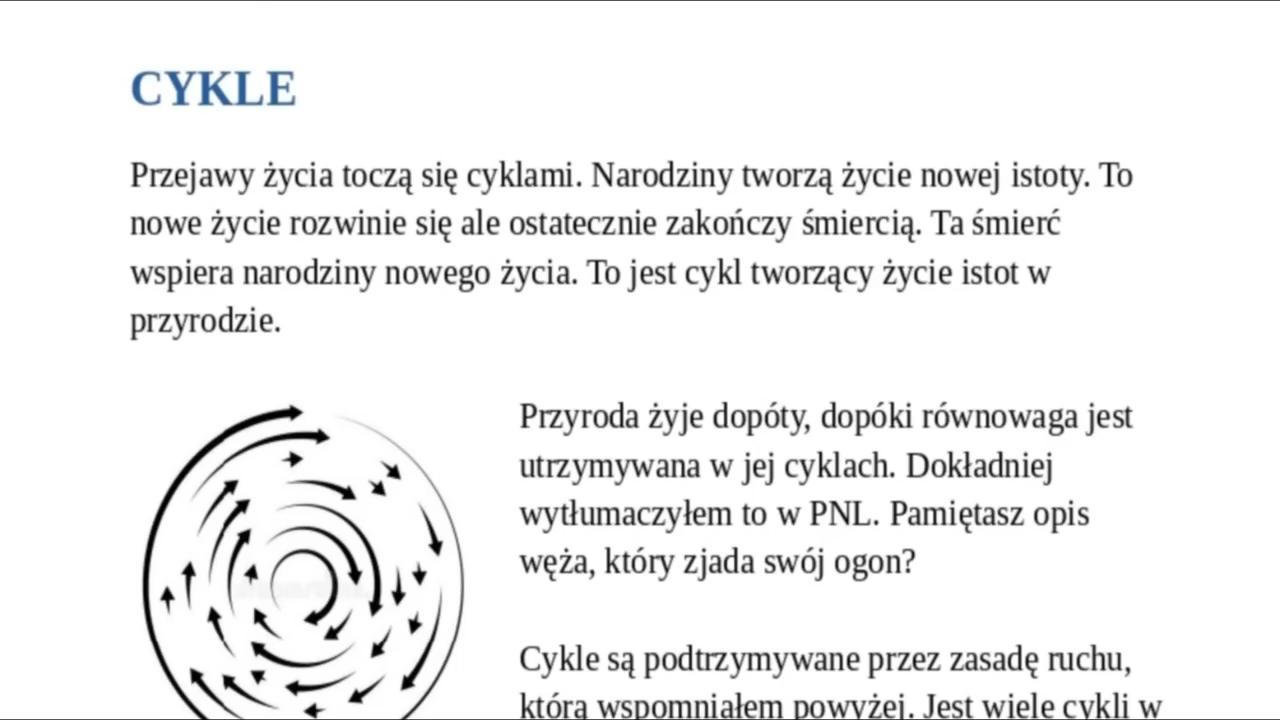 CYKLE
Przejawy życia toczą się cyklami. Narodziny tworzą życie nowej istoty. To
nowe życie rozwinie się ale ostatecznie zakończy śmiercią. Ta śmierć
wspiera narodziny nowego życia. To jest cykl tworzący życie istot w
przyrodzie.
Przyroda żyje dopóty, dopóki równowaga jest
utrzymywana w jej cyklach. Dokładniej
wytłumaczyłem to w PNL. Pamiętasz opis
węża, który zjada swój ogon?
Cykle są podtrzymywane przez zasadę ruchu,
którą wspomniałem powyżej. Jest wiele cykli w